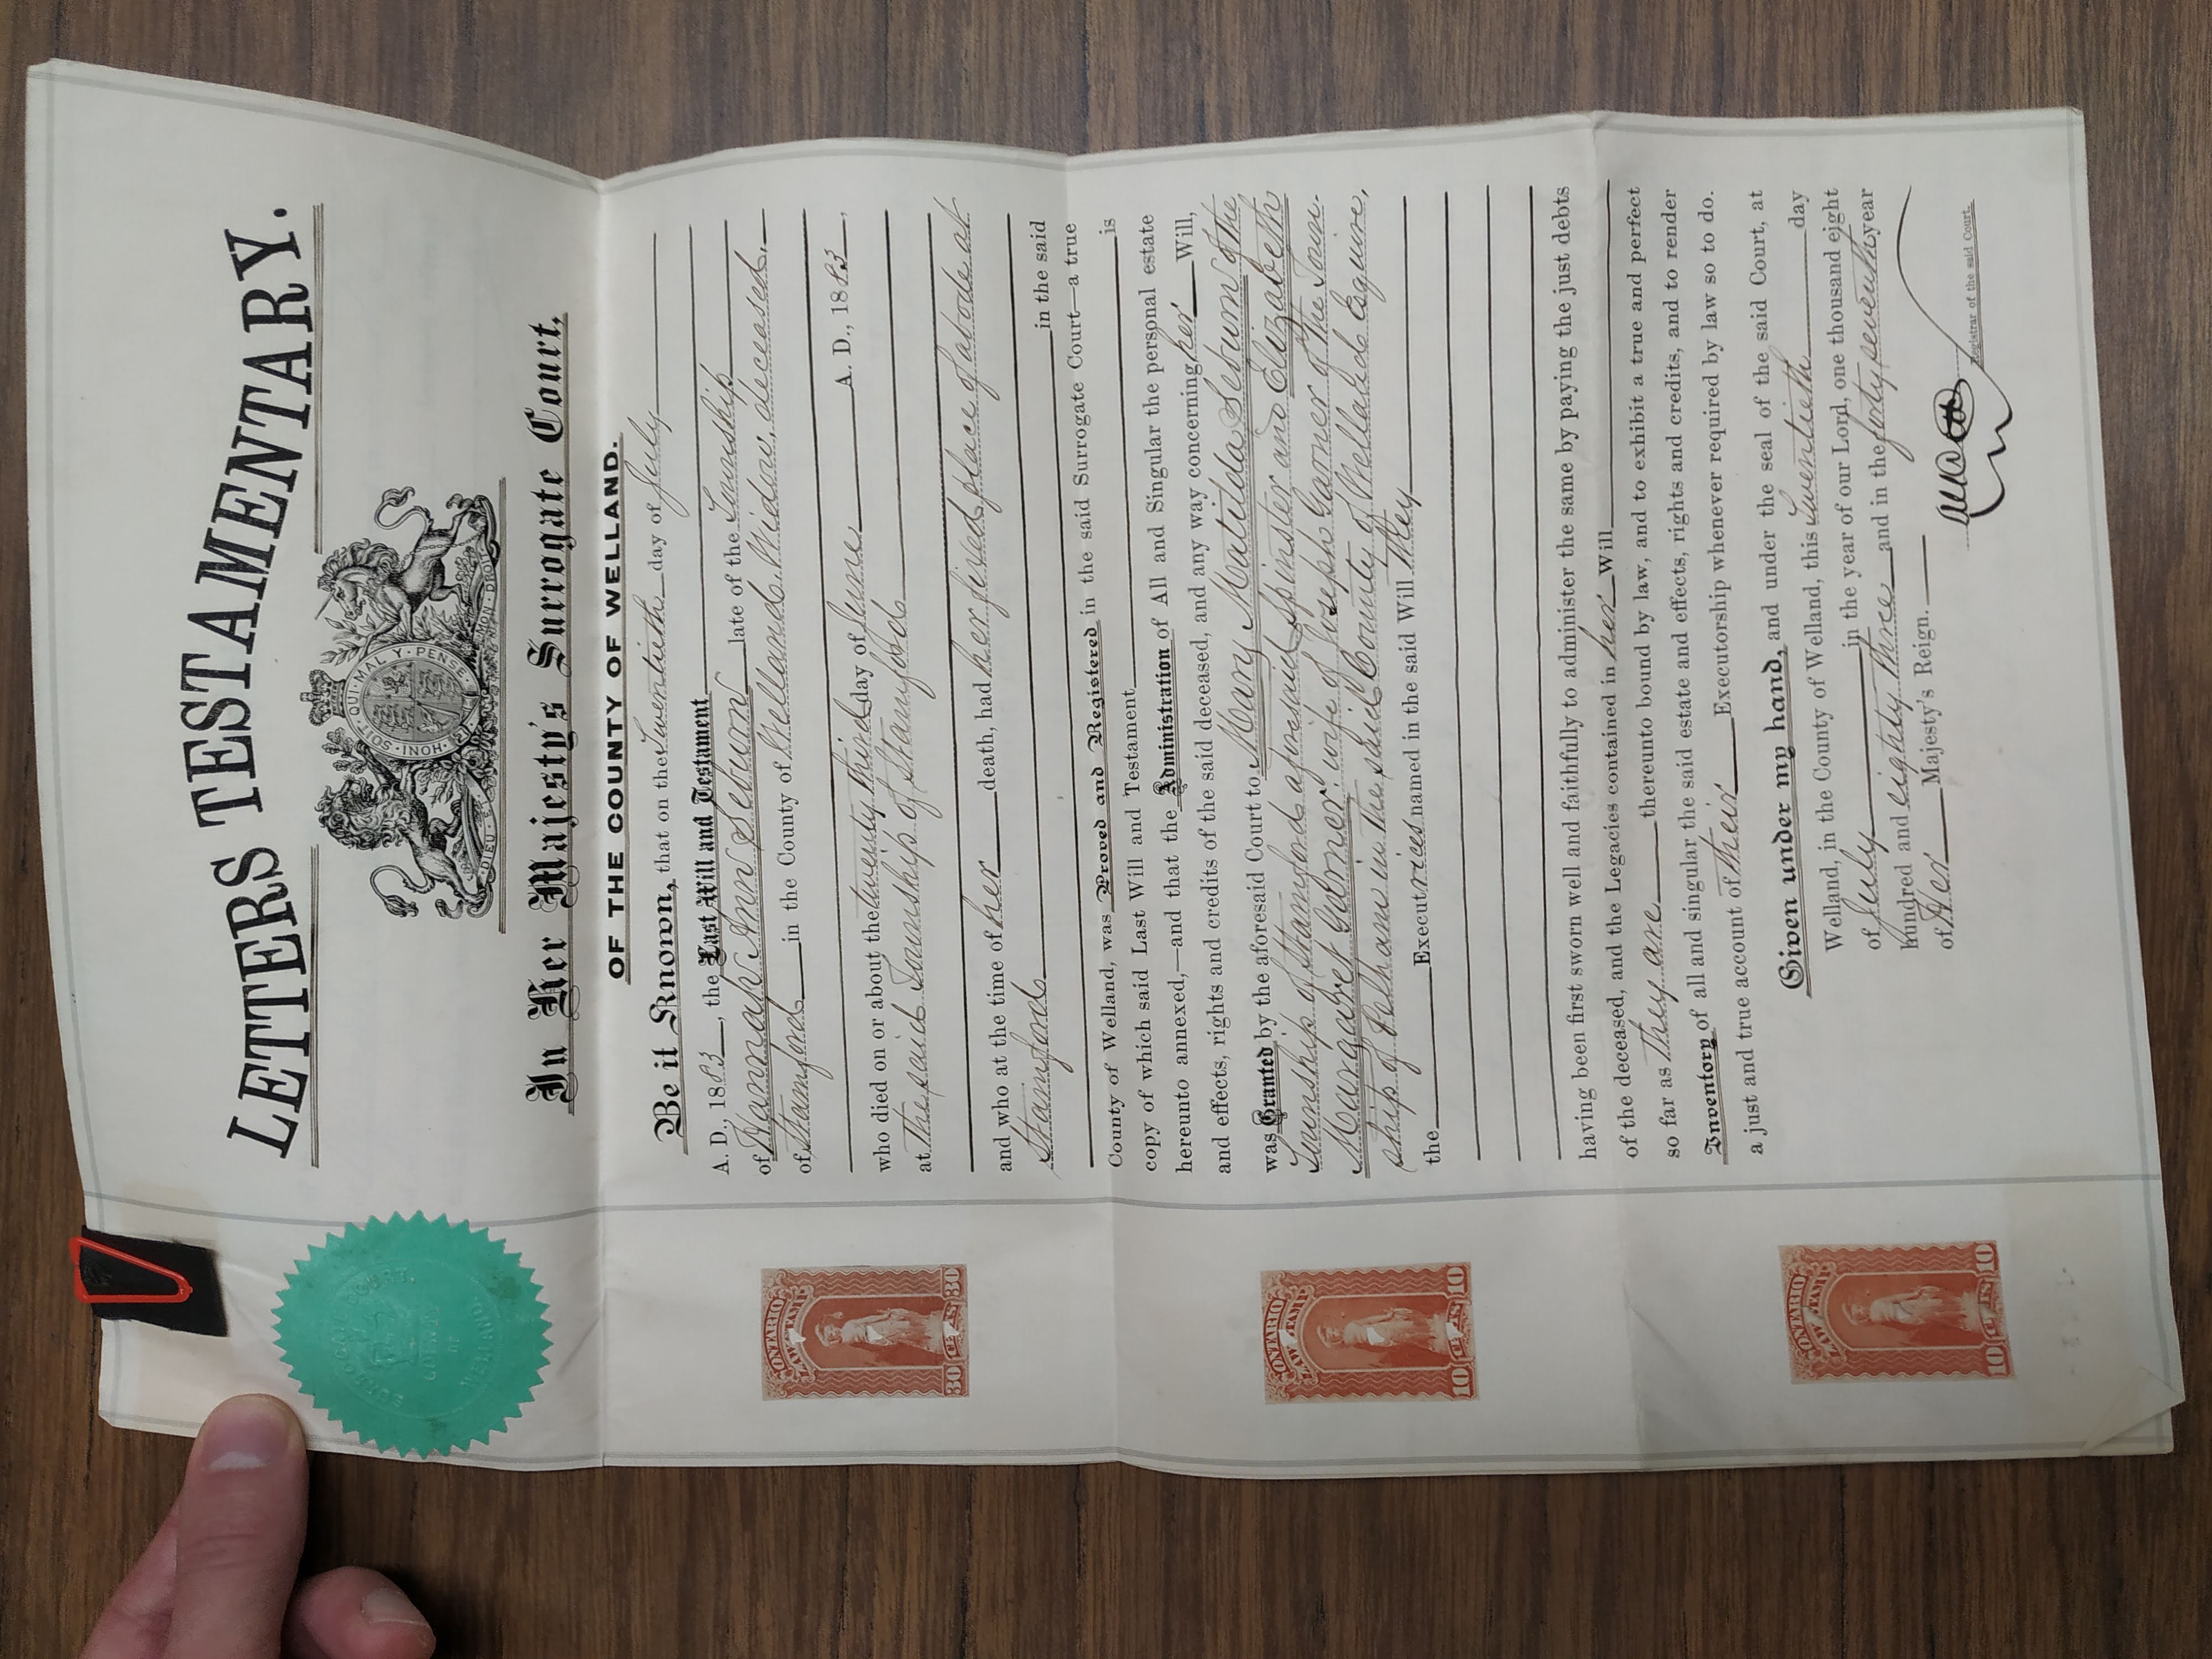 LETTERS TESTAMENTARY.
HONI · SOIT · QUI · MAL · Y · PENSE
DIEU · ET · MON · DROIT
In Her Majesty's Surrogate Court,
OF THE COUNTY OF WELLAND.
Be it Known, that on the Twentieth day of July
A. D., 1883, the Last Will and Testament
of Hannah Ann late of the Township
of Stamford in the County of Welland, Widow, deceased,
who died on or about the twenty third day of June A. D., 1883,
at the said Township of Stamford
and who at the time of her death, had her fixed place of abode at
Stamford in the said
County of Welland, was Proved and Registered in the said Surrogate Court—a true
copy of which said Last Will and Testament is
hereunto annexed,—and that the Administration of All and Singular the personal estate
and effects, rights and credits of the said deceased, and any way concerning her Will,
was Granted by the aforesaid Court to Mary Matilda of the
Township of Stamford aforesaid Spinster and Elizabeth
Margaret Garner, wife of Joseph Garner of the Town-
ship of Pelham in the said County of Welland Esquire,
the Executrices named in the said Will they
having been first sworn well and faithfully to administer the same by paying the just debts
of the deceased, and the Legacies contained in her Will
so far as they are thereunto bound by law, and to exhibit a true and perfect
Inventory of all and singular the said estate and effects, rights and credits, and to render
a just and true account of their Executorship whenever required by law so to do.
Given under my hand, and under the seal of the said Court, at
Welland, in the County of Welland, this Twentieth day
of July in the year of our Lord, one thousand eight
hundred and eighty three and in the forty seventh year
of Her Majesty's Reign.
Registrar of the said Court.
SURROGATE COURT
COUNTY
OF
WELLAND
ONTARIO
LAW STAMP
30 CENTS 30
ONTARIO
LAW STAMP
10 CENTS 10
ONTARIO
LAW STAMP
10 CENTS 10